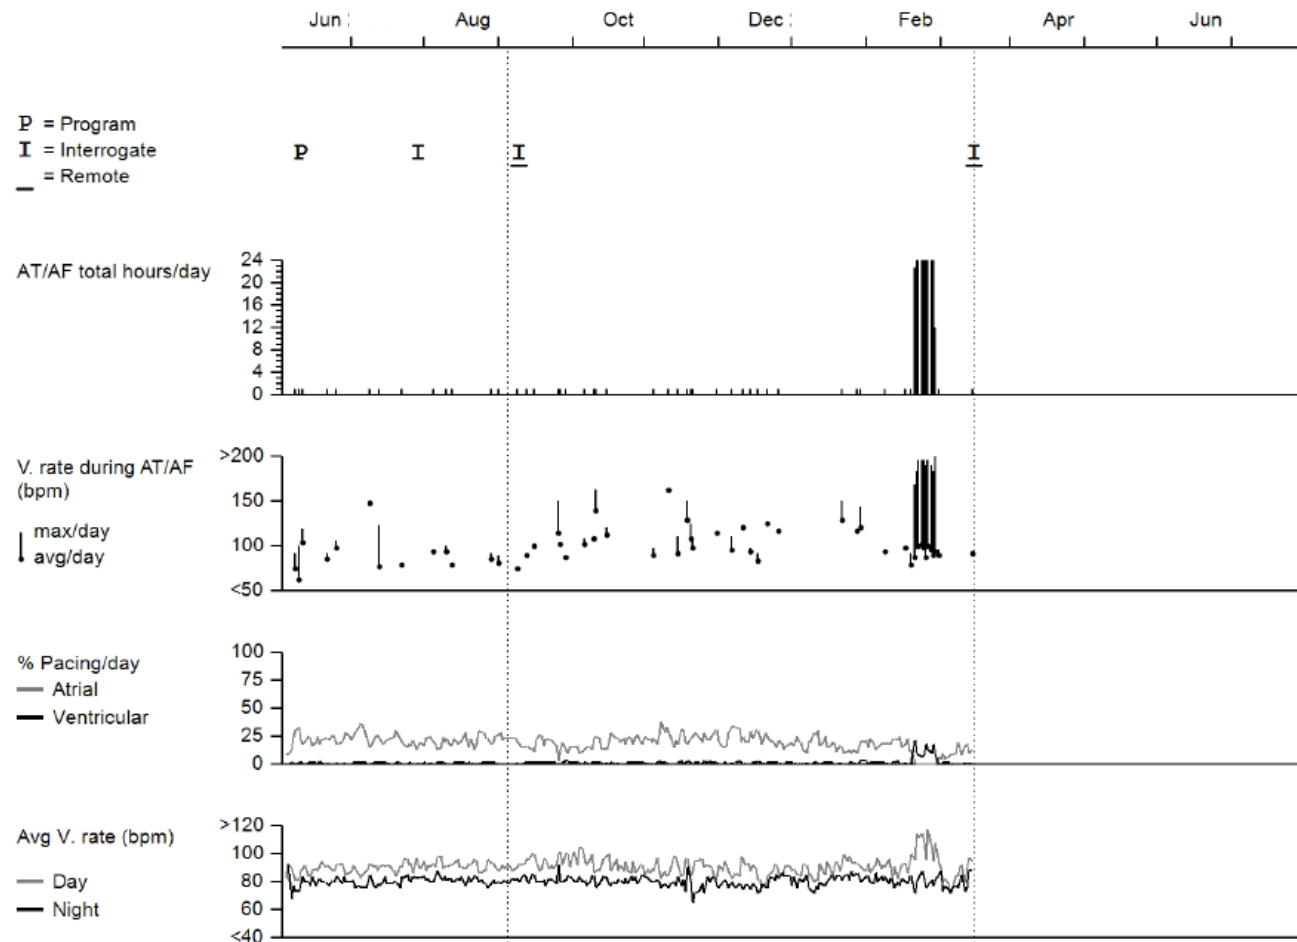 Jun Aug Oct Dec Feb Apr Jun
P = Program
I = Interrogate
_ = Remote
P I I I
AT/AF total hours/day
24
20
16
12
8
4
0
V. rate during AT/AF
(bpm)
max/day
avg/day
>200
150
100
<50
% Pacing/day
Atrial
Ventricular
100
75
50
25
0
Avg V. rate (bpm)
Day
Night
>120
100
80
60
<40